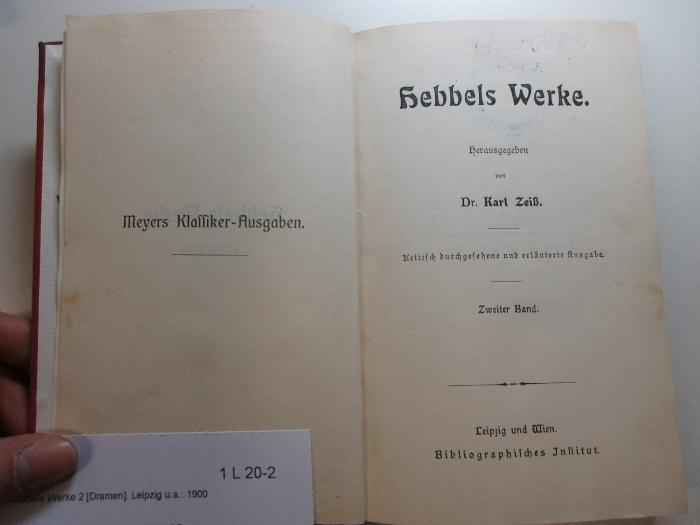 Meyers Klassiker-Ausgaben.
Hebbels Werke.
Herausgegeben
von
Dr. Karl Zeiß.
Kritisch durchgesehene und erläuterte Ausgabe.
Zweiter Band.
Leipzig und Wien.
Bibliographisches Institut.
1 L 20-2
Hebbels Werke 2 [Dramen]. Leipzig u.a.: 1900